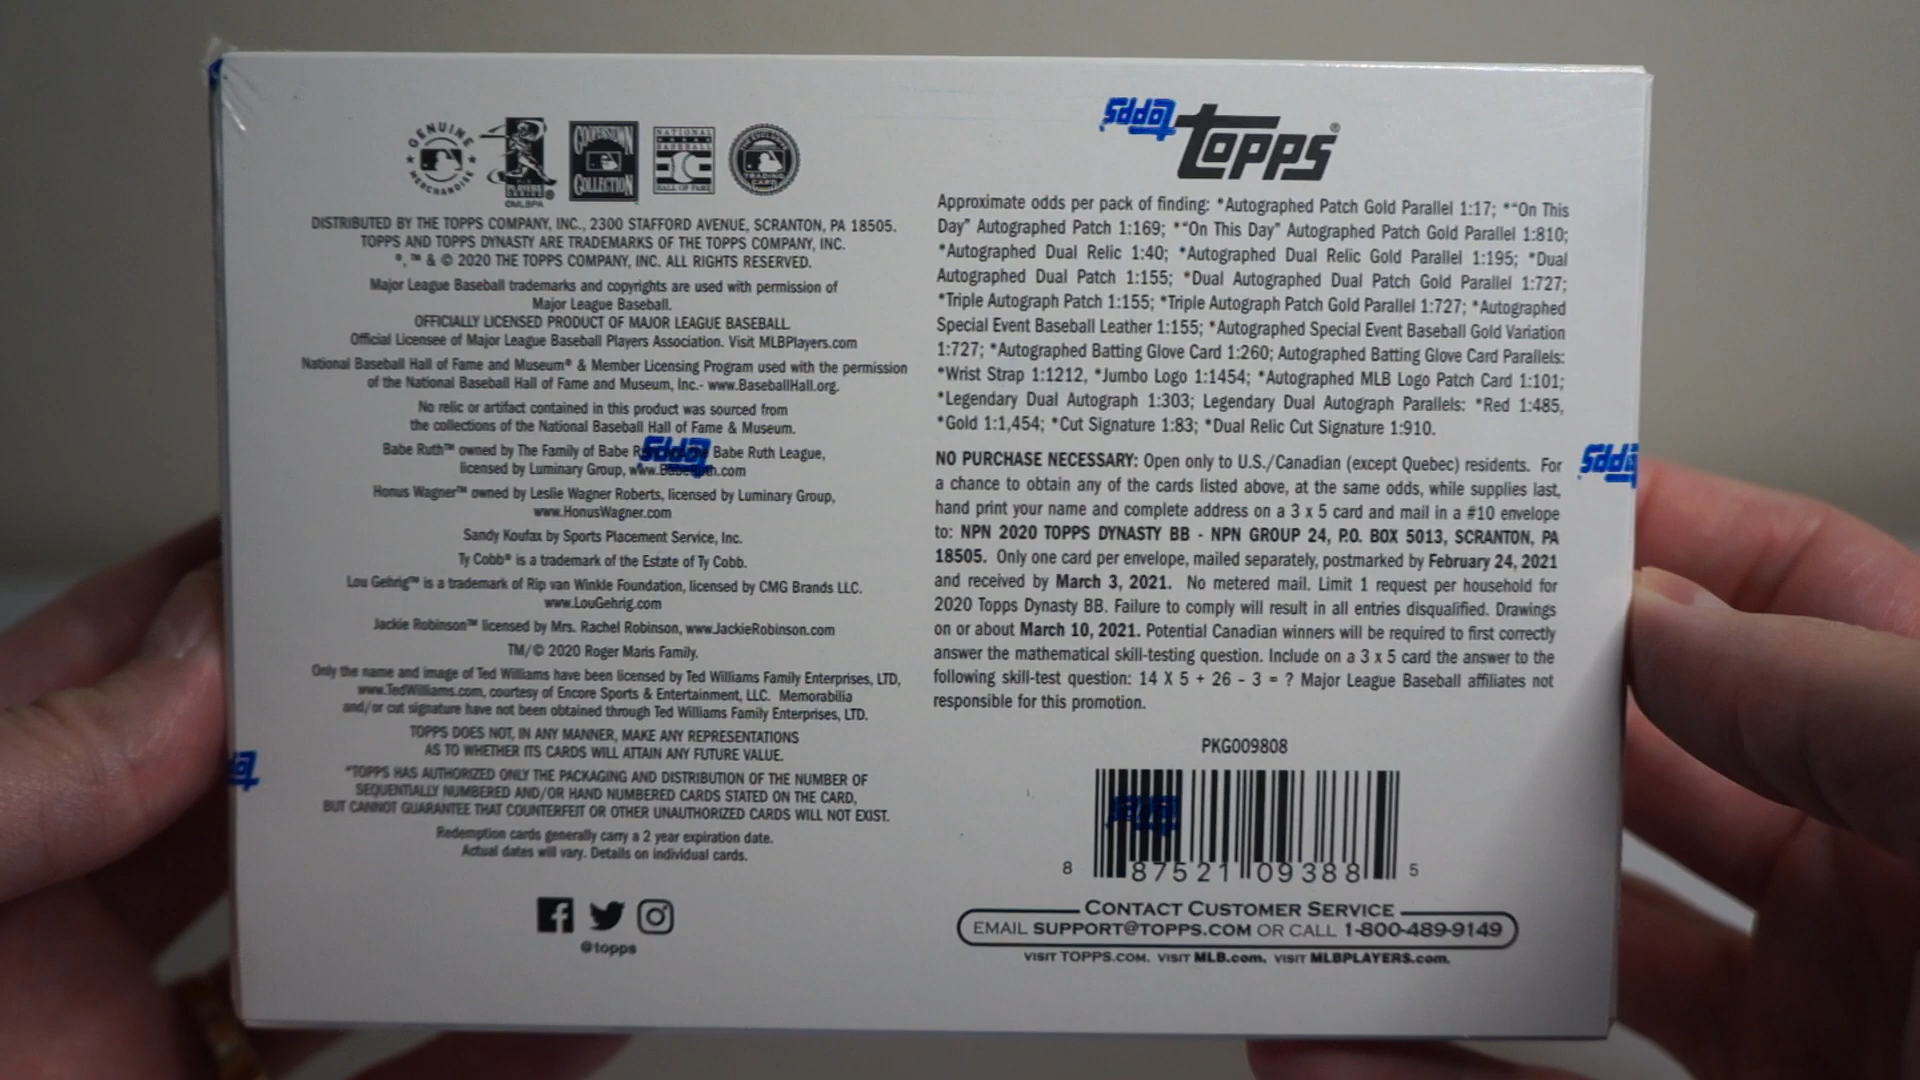 GENUINE
MERCHANDISE
PLAYERS
©MLBPA
COOPERSTOWN
COLLECTION
NATIONAL
BASEBALL
HALL OF FAME
TRADING
CARD
DISTRIBUTED BY THE TOPPS COMPANY, INC., 2300 STAFFORD AVENUE, SCRANTON, PA 18505.
TOPPS AND TOPPS DYNASTY ARE TRADEMARKS OF THE TOPPS COMPANY, INC.
®, ™ & © 2020 THE TOPPS COMPANY, INC. ALL RIGHTS RESERVED.
Major League Baseball trademarks and copyrights are used with permission of
Major League Baseball.
OFFICIALLY LICENSED PRODUCT OF MAJOR LEAGUE BASEBALL.
Official Licensee of Major League Baseball Players Association. Visit MLBPlayers.com
National Baseball Hall of Fame and Museum® & Member Licensing Program used with the permission
of the National Baseball Hall of Fame and Museum, Inc.- www.BaseballHall.org.
No relic or artifact contained in this product was sourced from
the collections of the National Baseball Hall of Fame & Museum.
Babe Ruth™ owned by The Family of Babe Babe Ruth League,
licensed by Luminary Group,
Honus Wagner™ owned by Leslie Wagner Roberts, licensed by Luminary Group,
www.HonusWagner.com
Sandy Koufax by Sports Placement Service, Inc.
Ty Cobb® is a trademark of the Estate of Ty Cobb.
Lou Gehrig™ is a trademark of Rip van Winkle Foundation, licensed by CMG Brands LLC.
www.LouGehrig.com
Jackie Robinson™ licensed by Mrs. Rachel Robinson, www.JackieRobinson.com
TM/© 2020 Roger Maris Family.
Only the name and image of Ted Williams have been licensed by Ted Williams Family Enterprises, LTD,
www.TedWilliams.com, courtesy of Encore Sports & Entertainment, LLC. Memorabilia
and/or cut signature have not been obtained through Ted Williams Family Enterprises, LTD.
TOPPS DOES NOT, IN ANY MANNER, MAKE ANY REPRESENTATIONS
AS TO WHETHER ITS CARDS WILL ATTAIN ANY FUTURE VALUE.
*TOPPS HAS AUTHORIZED ONLY THE PACKAGING AND DISTRIBUTION OF THE NUMBER OF
SEQUENTIALLY NUMBERED AND/OR HAND NUMBERED CARDS STATED ON THE CARD,
BUT CANNOT GUARANTEE THAT COUNTERFEIT OR OTHER UNAUTHORIZED CARDS WILL NOT EXIST.
Redemption cards generally carry a 2 year expiration date.
Actual dates will vary. Details on individual cards.
@topps
topps
topps®
Approximate odds per pack of finding: *Autographed Patch Gold Parallel 1:17; *"On This
Day" Autographed Patch 1:169; *"On This Day" Autographed Patch Gold Parallel 1:810;
*Autographed Dual Relic 1:40; *Autographed Dual Relic Gold Parallel 1:195; *Dual
Autographed Dual Patch 1:155; *Dual Autographed Dual Patch Gold Parallel 1:727;
*Triple Autograph Patch 1:155; *Triple Autograph Patch Gold Parallel 1:727; *Autographed
Special Event Baseball Leather 1:155; *Autographed Special Event Baseball Gold Variation
1:727; *Autographed Batting Glove Card 1:260; Autographed Batting Glove Card Parallels:
*Wrist Strap 1:1212, *Jumbo Logo 1:1454; *Autographed MLB Logo Patch Card 1:101;
*Legendary Dual Autograph 1:303; Legendary Dual Autograph Parallels: *Red 1:485,
*Gold 1:1,454; *Cut Signature 1:83; *Dual Relic Cut Signature 1:910.
NO PURCHASE NECESSARY: Open only to U.S./Canadian (except Quebec) residents. For
a chance to obtain any of the cards listed above, at the same odds, while supplies last,
hand print your name and complete address on a 3 x 5 card and mail in a #10 envelope
to: NPN 2020 TOPPS DYNASTY BB - NPN GROUP 24, P.O. BOX 5013, SCRANTON, PA
18505. Only one card per envelope, mailed separately, postmarked by February 24, 2021
and received by March 3, 2021. No metered mail. Limit 1 request per household for
2020 Topps Dynasty BB. Failure to comply will result in all entries disqualified. Drawings
on or about March 10, 2021. Potential Canadian winners will be required to first correctly
answer the mathematical skill-testing question. Include on a 3 x 5 card the answer to the
following skill-test question: 14 X 5 + 26 - 3 = ? Major League Baseball affiliates not
responsible for this promotion.
PKG009808
8 87521 09388 5
CONTACT CUSTOMER SERVICE
EMAIL SUPPORT@TOPPS.COM OR CALL 1-800-489-9149
VISIT TOPPS.COM. VISIT MLB.com. VISIT MLBPLAYERS.com.
topps
topps
topps